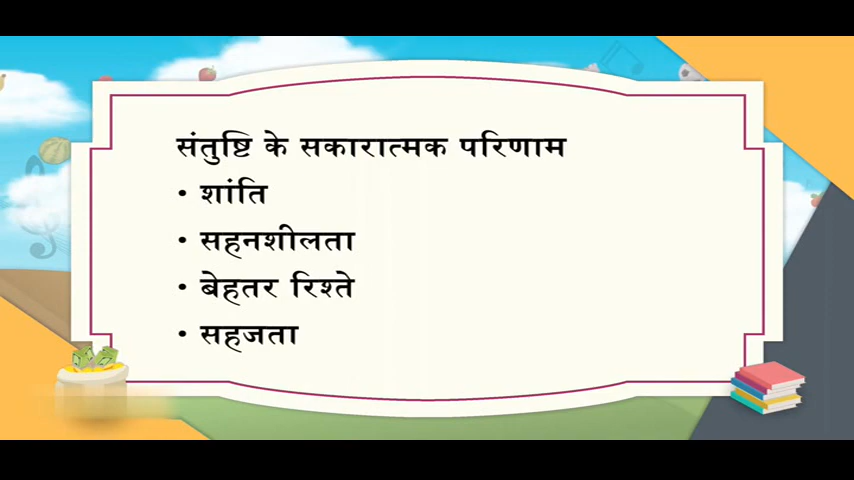 संतुष्टि के सकारात्मक परिणाम
• शांति
• सहनशीलता
• बेहतर रिश्ते
• सहजता